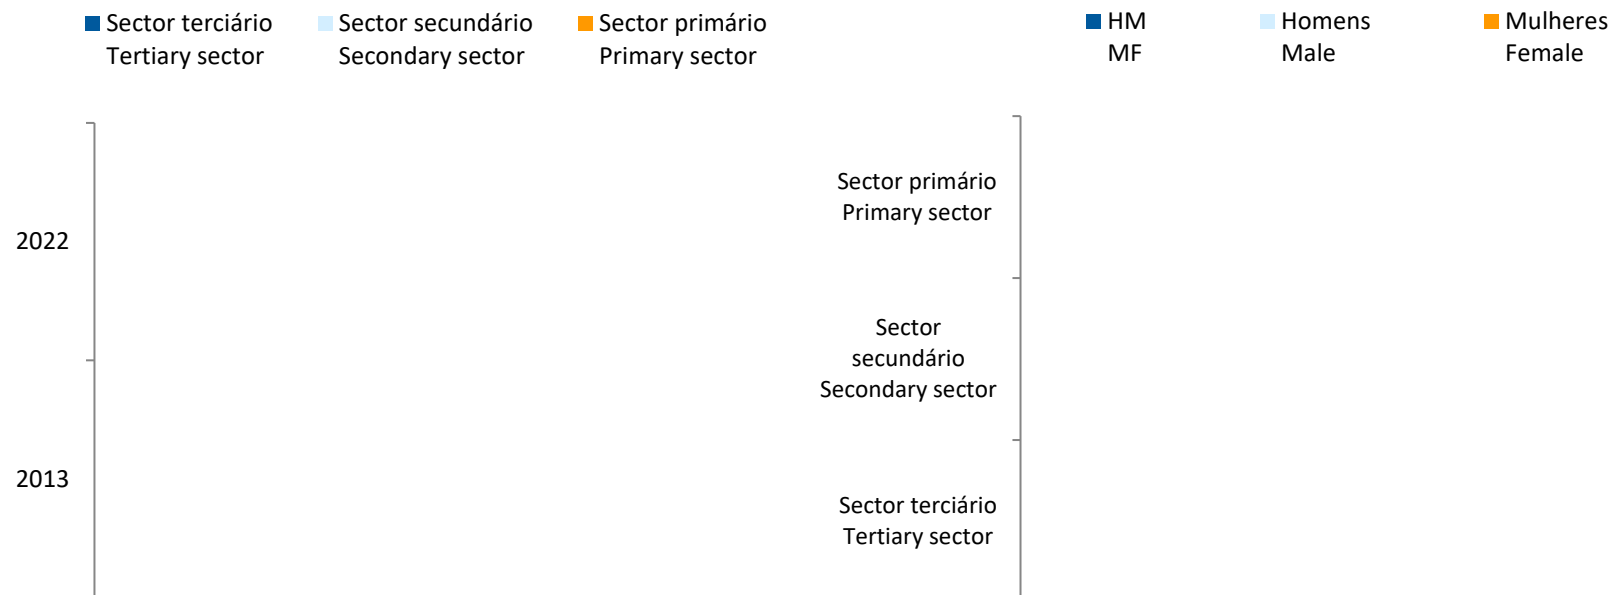 Sector terciário
Tertiary sector
Sector secundário
Secondary sector
Sector primário
Primary sector
2022
2013
HM
MF
Homens
Male
Mulheres
Female
Sector primário
Primary sector
Sector
secundário
Secondary sector
Sector terciário
Tertiary sector